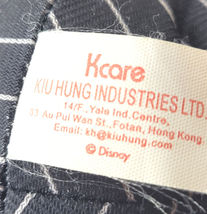 Kcare
KIU HUNG INDUSTRIES LTD.
14/F., Yale Ind. Centre,
33 Au Pui Wan St., Fotan, Hong Kong
Email: kh@kiuhung.com
© Disney